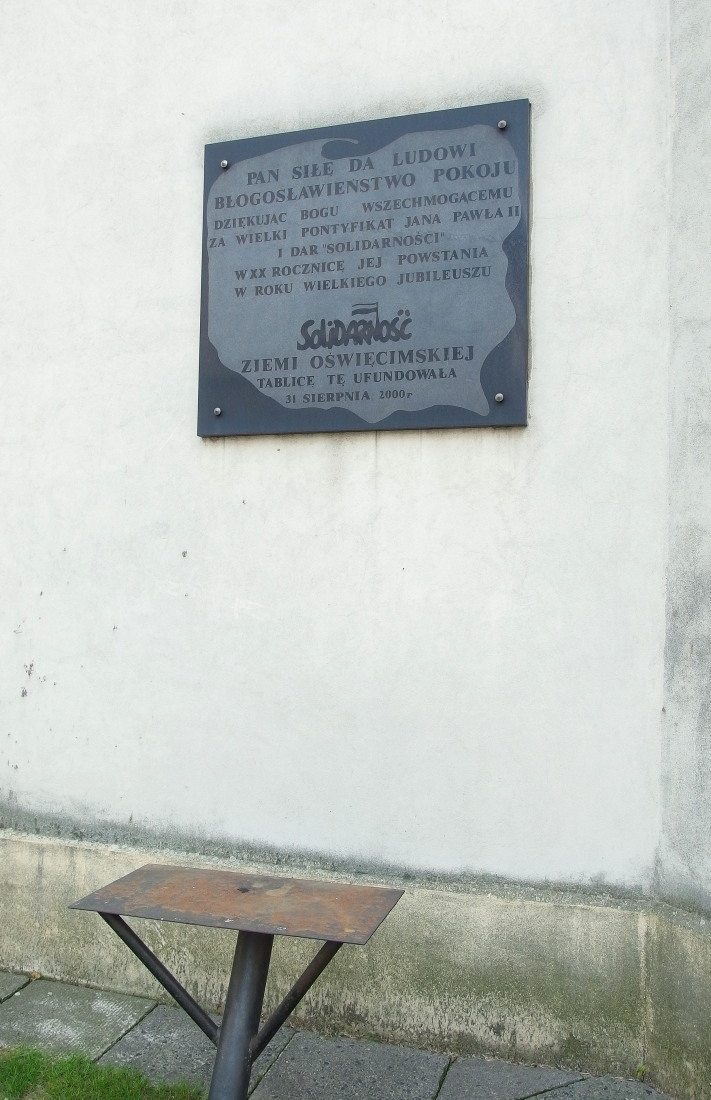 PAN SIŁĘ DA LUDOWI
BŁOGOSŁAWIENSTWO POKOJU
DZIĘKUJĄC BOGU WSZECHMOGĄCEMU
ZA WIELKI PONTYFIKAT JANA PAWŁA II
I DAR "SOLIDARNOŚCI"
W XX ROCZNICĘ JEJ POWSTANIA
W ROKU WIELKIEGO JUBILEUSZU
SOLIDARNOŚĆ
ZIEMI OŚWIĘCIMSKIEJ
TABLICĘ TĘ UFUNDOWAŁA
31 SIERPNIA 2000r